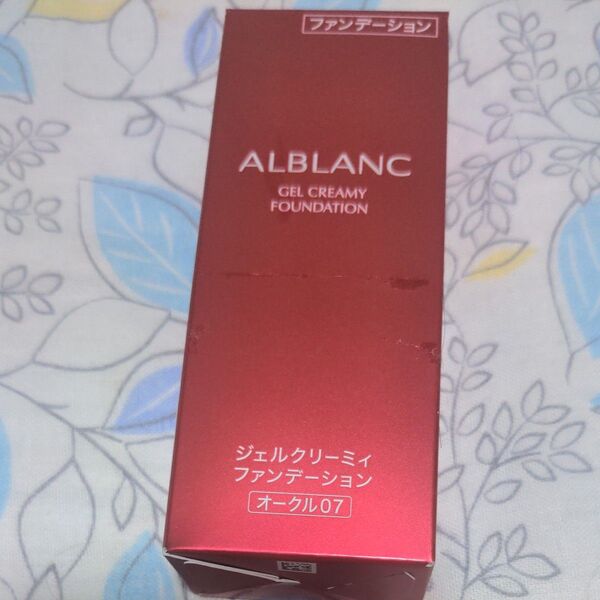 ファンデーション
ALBLANC
GEL CREAMY
FOUNDATION
ジェルクリーミィ
ファンデーション
オークル07